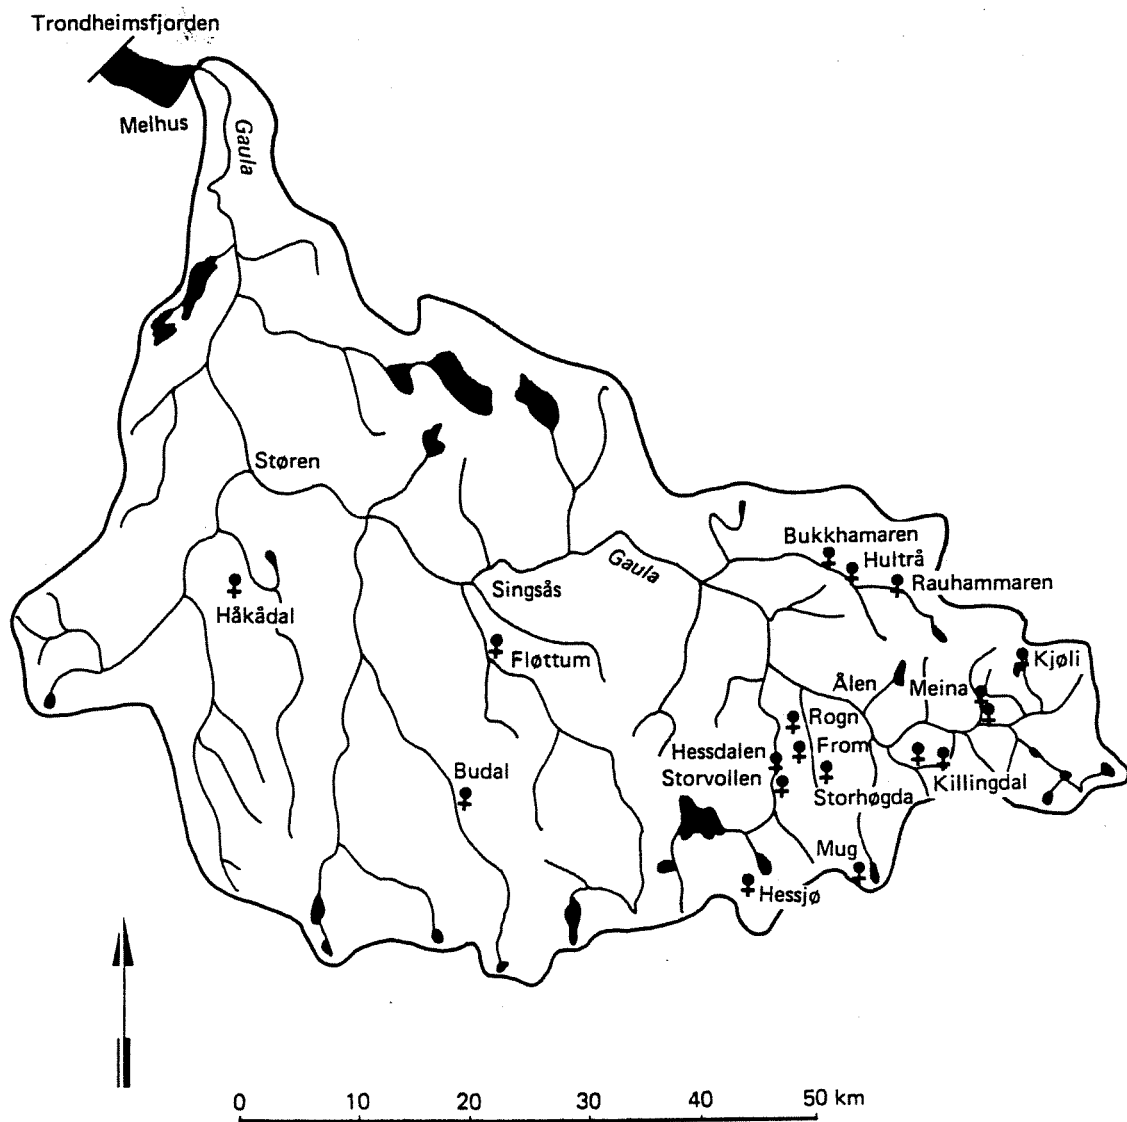 Trondheimsfjorden
Melhus
Gaula
Støren
Bukkhamaren
Hultrå
Gaula
Singsås
Rauhammaren
Håkådal
Fløttum
Kjøli
Ålen
Meina
Rogn
From
Hessdalen
Storvollen
Budal
Killingdal
Storhøgda
Mug
Hessjø
0 10 20 30 40 50 km